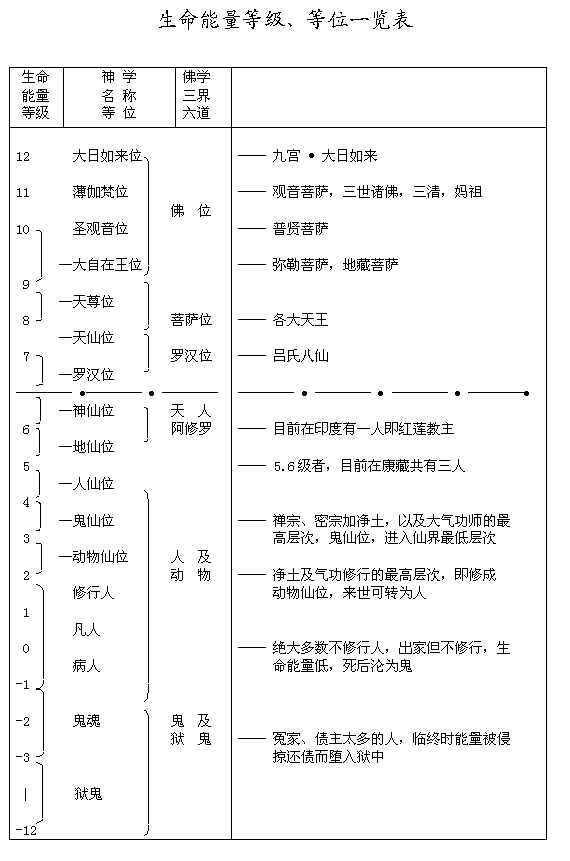 生命能量等级、等位一览表
生命
能量
等级
神 学
名 称
等 位
佛学
三界
六道
12 大日如来位 —— 九宫 • 大日如来
11 薄伽梵位 —— 观音菩萨，三世诸佛，三清，妈祖
佛 位
10 圣观音位 —— 普贤菩萨
大自在王位 —— 弥勒菩萨，地藏菩萨
9
天尊位
8 菩萨位 —— 各大天王
天仙位
7 罗汉位 —— 吕氏八仙
罗汉位
神仙位 天 人
6 阿修罗 —— 目前在印度有一人即红莲教主
地仙位
5 —— 5.6级者，目前在康藏共有三人
人仙位
4
鬼仙位 —— 禅宗、密宗加净土，以及大气功师的最
高层次，鬼仙位，进入仙界最低层次
3
动物仙位 人 及
2 动 物 —— 净土及气功修行的最高层次，即修成
修行人 动物仙位，来世可转为人
1
凡人
0 —— 绝大多数不修行人，出家但不修行，生
病人 命能量低，死后沦为鬼
-1
-2 鬼魂 鬼 及
狱 鬼 —— 冤家、债主太多的人，临终时能量被侵
-3 掠还债而堕入狱中
| 狱鬼
-12